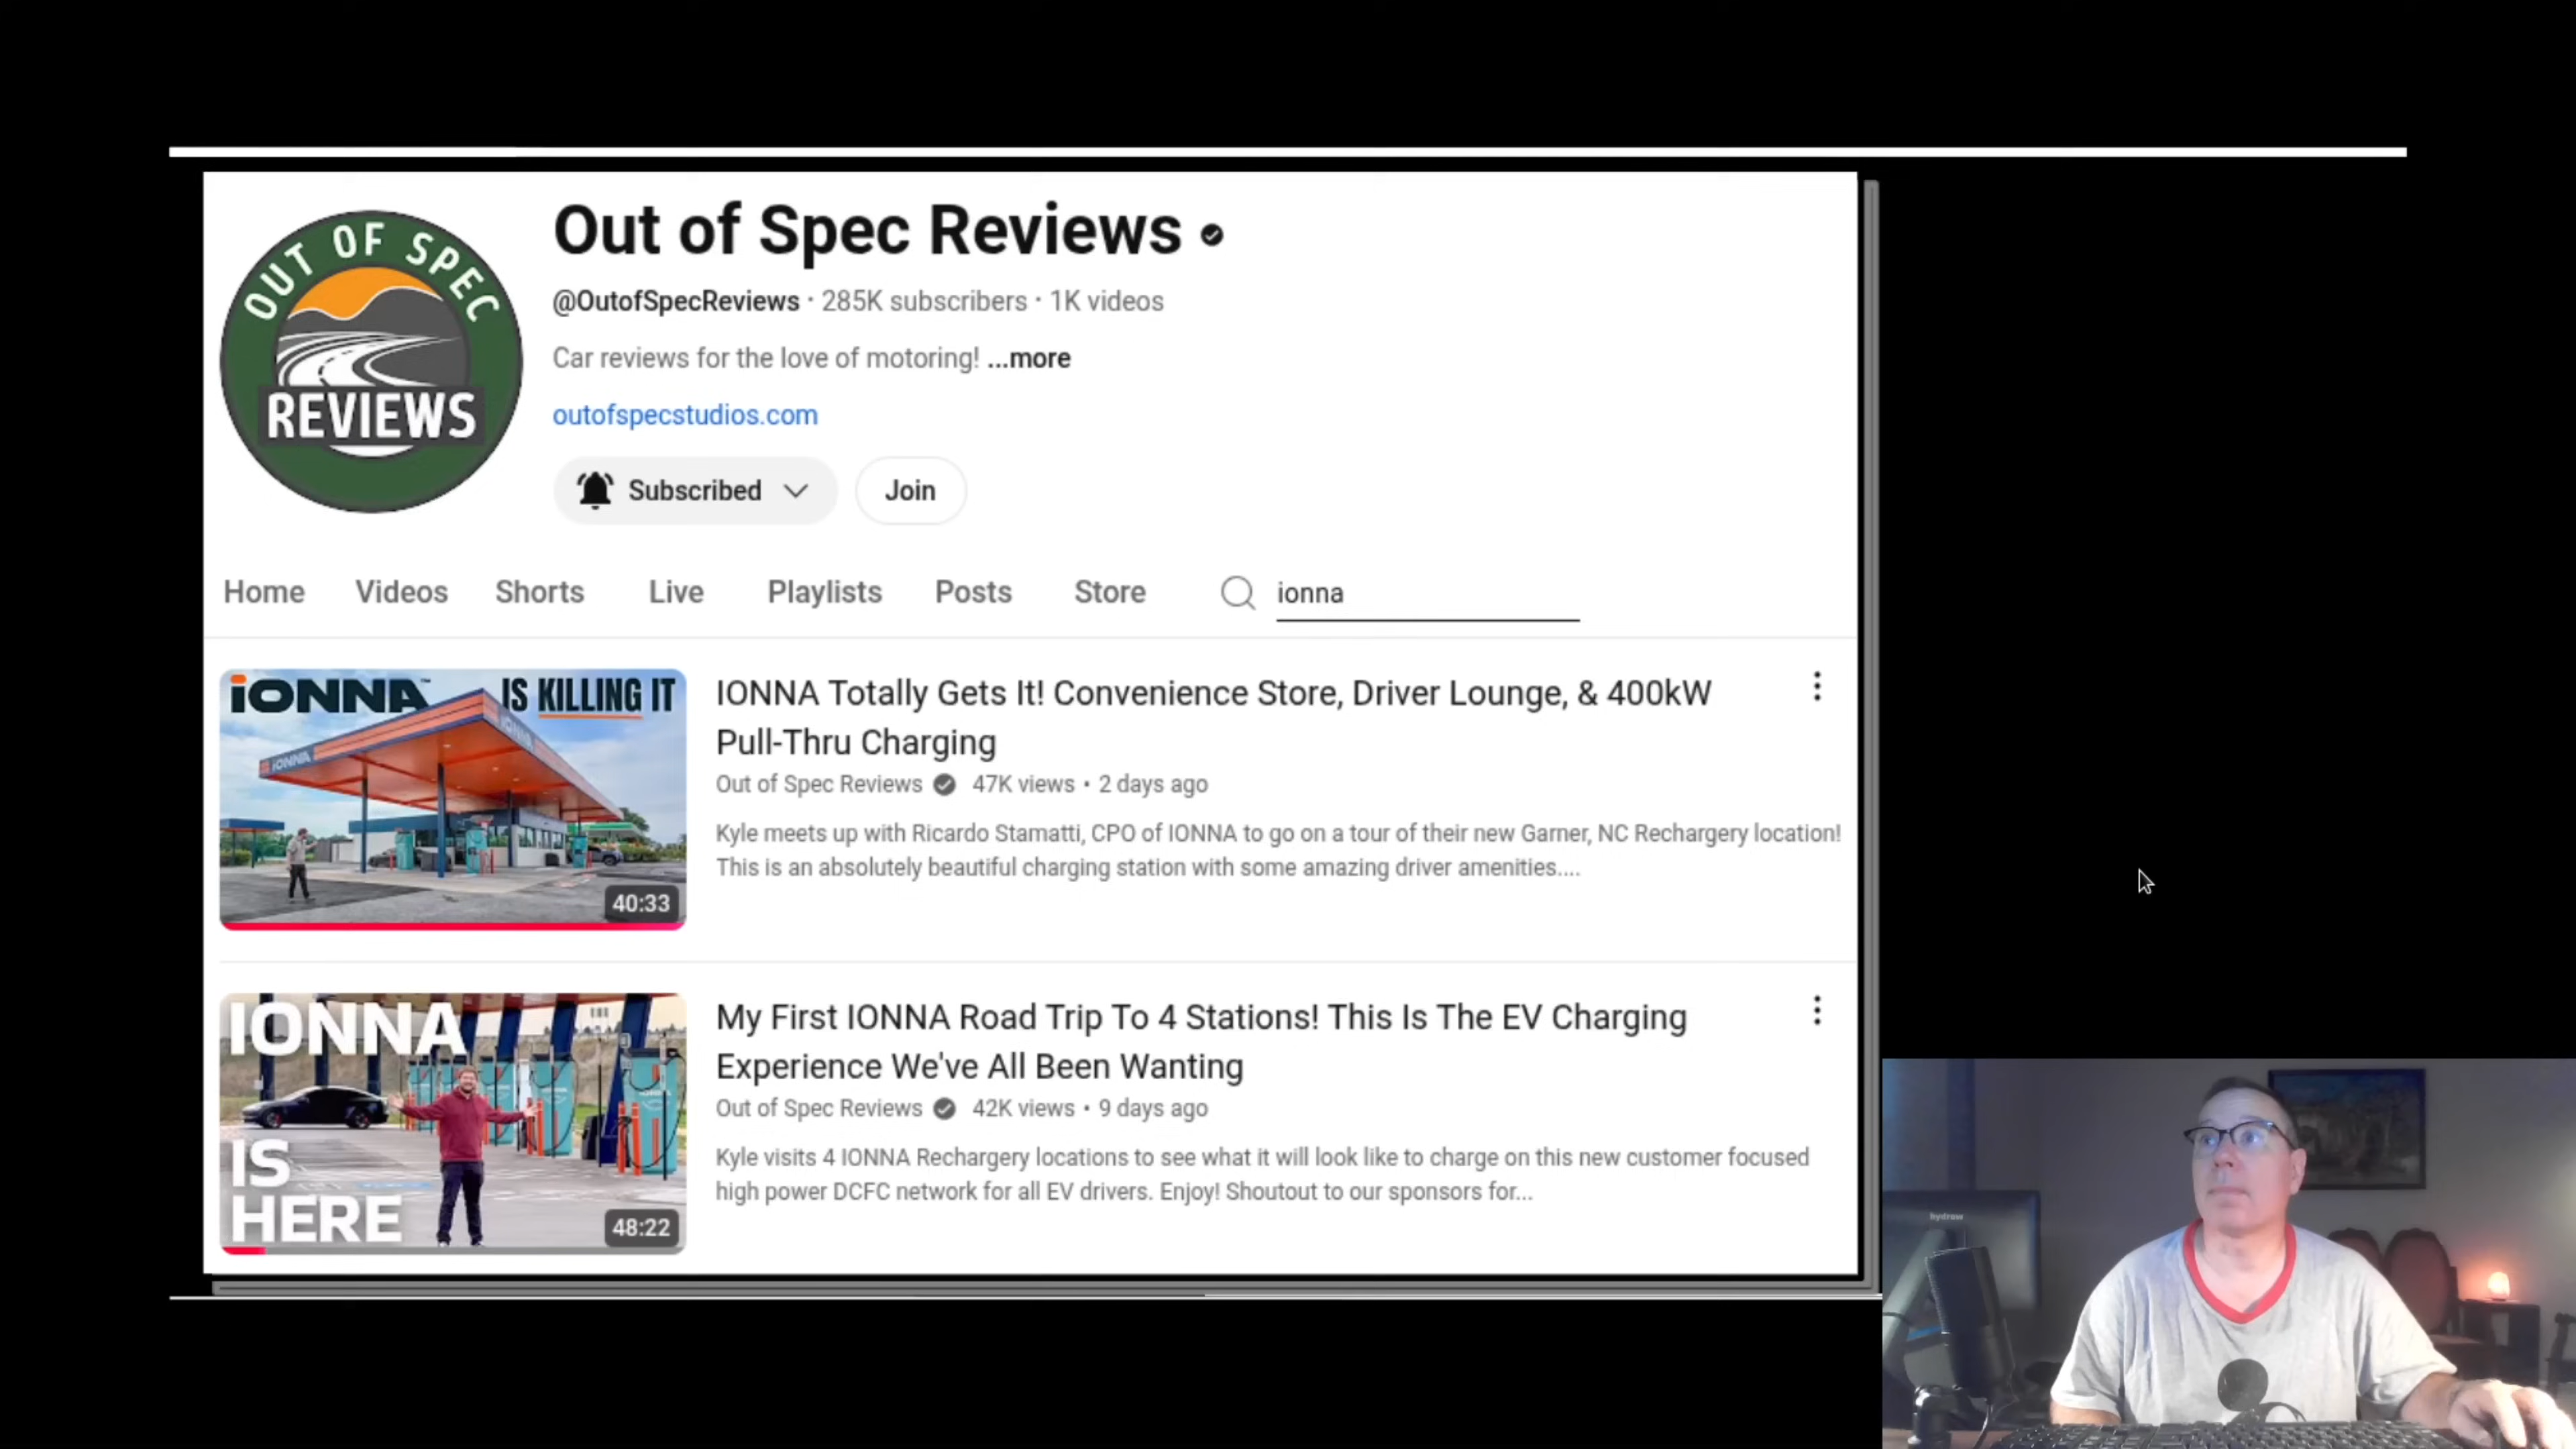 OUT OF SPEC
REVIEWS
Out of Spec Reviews
@OutofSpecReviews · 285K subscribers · 1K videos
Car reviews for the love of motoring! ...more
outofspecstudios.com
Subscribed
Join
Home Videos Shorts Live Playlists Posts Store ionna
iONNA™ IS KILLING IT
iONNA
40:33
IONNA Totally Gets It! Convenience Store, Driver Lounge, & 400kW
Pull-Thru Charging
Out of Spec Reviews 47K views • 2 days ago
Kyle meets up with Ricardo Stamatti, CPO of IONNA to go on a tour of their new Garner, NC Rechargery location!
This is an absolutely beautiful charging station with some amazing driver amenities....
IONNA
IS
HERE
48:22
My First IONNA Road Trip To 4 Stations! This Is The EV Charging
Experience We've All Been Wanting
Out of Spec Reviews 42K views • 9 days ago
Kyle visits 4 IONNA Rechargery locations to see what it will look like to charge on this new customer focused
high power DCFC network for all EV drivers. Enjoy! Shoutout to our sponsors for...